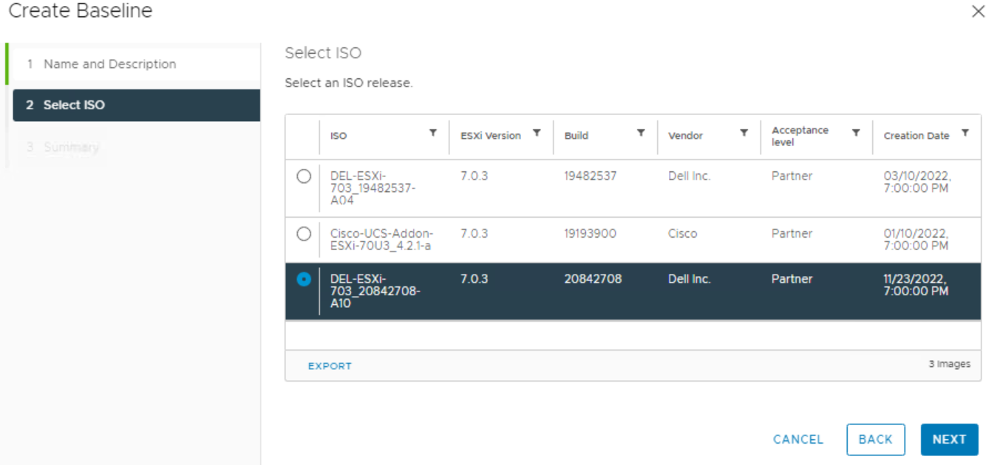 Create Baseline
1 Name and Description
2 Select ISO
3 Summary
Select ISO
Select an ISO release.
ISO ESXi Version Build Vendor Acceptance level Creation Date
DEL-ESXi-
703_19482537-
A04
7.0.3
19482537
Dell Inc.
Partner
03/10/2022,
7:00:00 PM
Cisco-UCS-Addon-
ESXi-70U3_4.2.1-a
7.0.3
19193900
Cisco
Partner
01/10/2022,
7:00:00 PM
DEL-ESXi-
703_20842708-
A10
7.0.3
20842708
Dell Inc.
Partner
11/23/2022,
7:00:00 PM
EXPORT
3 Images
CANCEL
BACK
NEXT